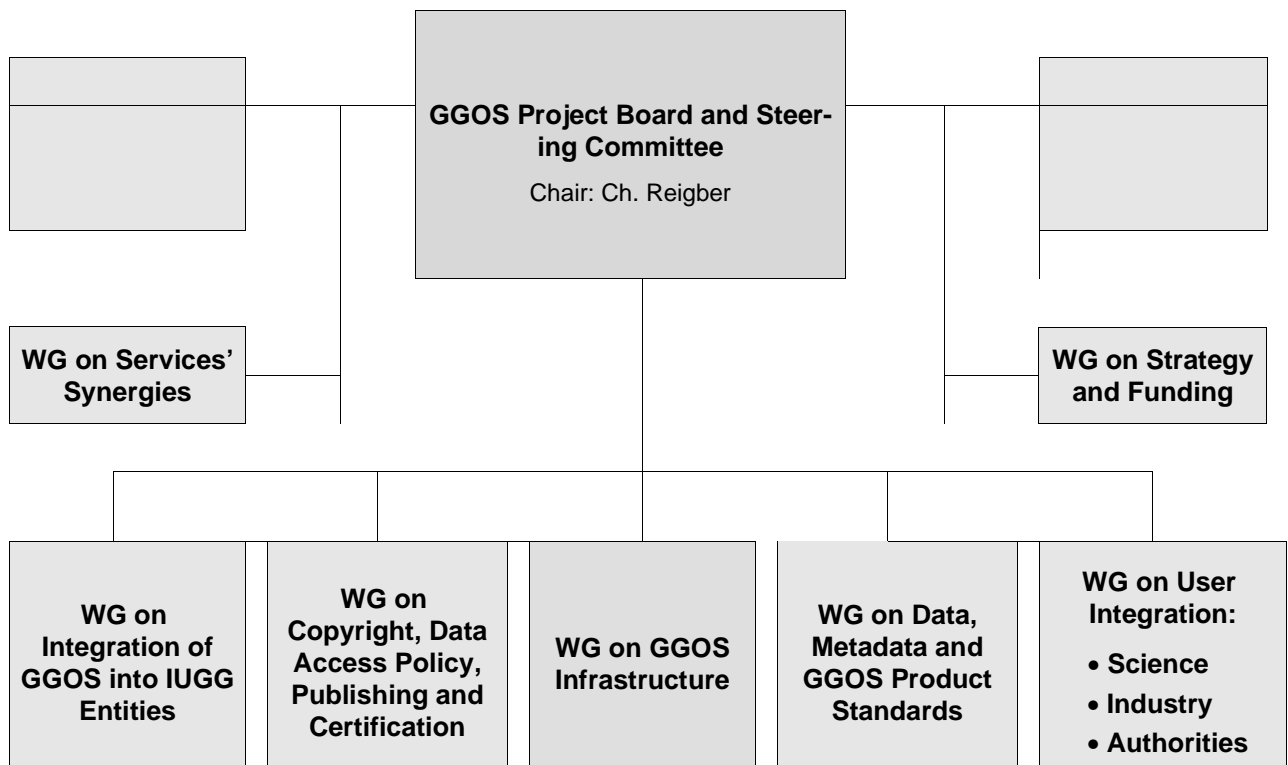 GGOS Project Board and Steer-
ing Committee
Chair: Ch. Reigber
WG on Services’
Synergies
WG on Strategy
and Funding
WG on
Integration of
GGOS into IUGG
Entities
WG on
Copyright, Data
Access Policy,
Publishing and
Certification
WG on GGOS
Infrastructure
WG on Data,
Metadata and
GGOS Product
Standards
WG on User
Integration:
• Science
• Industry
• Authorities